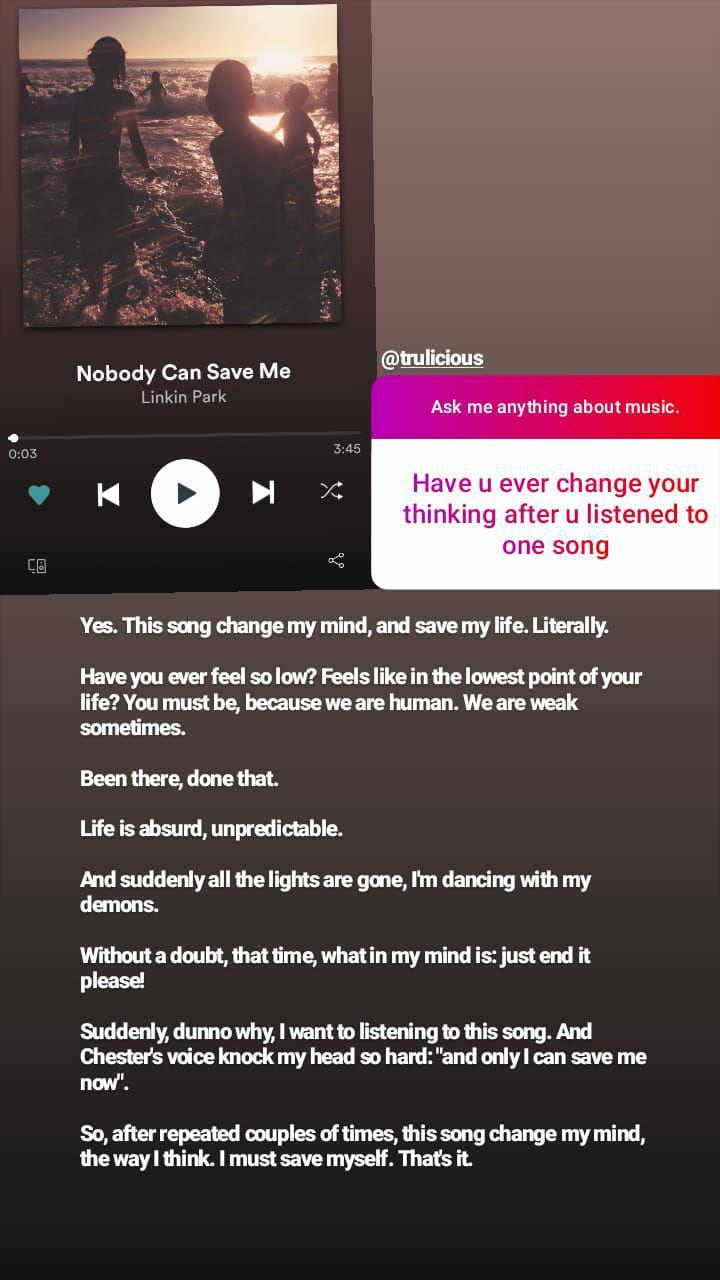 Nobody Can Save Me
Linkin Park
0:03
3:45
@trulicious
Ask me anything about music.
Have u ever change your
thinking after u listened to
one song
Yes. This song change my mind, and save my life. Literally.
Have you ever feel so low? Feels like in the lowest point of your
life? You must be, because we are human. We are weak
sometimes.
Been there, done that.
Life is absurd, unpredictable.
And suddenly all the lights are gone, I'm dancing with my
demons.
Without a doubt, that time, what in my mind is: just end it
please!
Suddenly, dunno why, I want to listening to this song. And
Chester's voice knock my head so hard: "and only I can save me
now".
So, after repeated couples of times, this song change my mind,
the way I think. I must save myself. That's it.